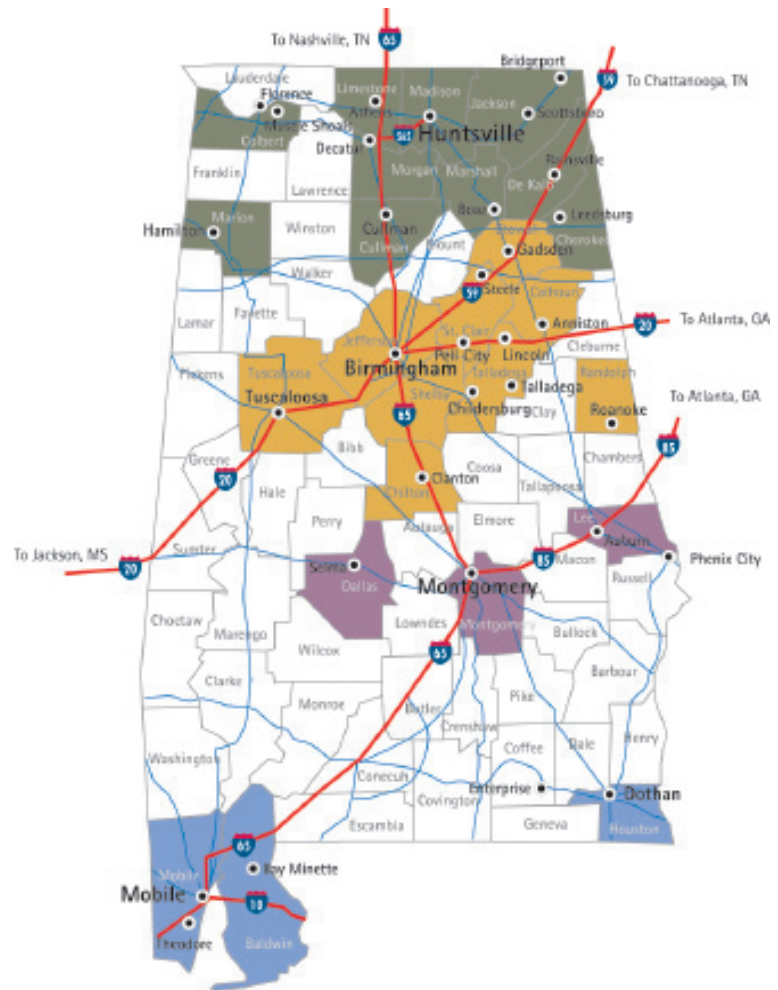 65
To Nashville, TN
Bridgeport
59
To Chattanooga, TN
Lauderdale
Florence
Limestone
Madison
Jackson
Athens
Scottsboro
Muscle Shoals
Huntsville
Colbert
Decatur
565
Rainsville
Franklin
Morgan
Marshall
Lawrence
De Kalb
Boaz
Leedsburg
Marion
Hamilton
Winston
Cullman
Cullman
Cherokee
Gadsden
Walker
Steele
59
Calhoun
Lamar
Fayette
Anniston
20
To Atlanta, GA
Jefferson
St. Clair
Pell City
Lincoln
Cleburne
Birmingham
Pickens
Tuscaloosa
Talladega
Randolph
Talladega
To Atlanta, GA
Tuscaloosa
Shelby
Childersburg
65
Clay
Roanoke
85
Bibb
Greene
20
Coosa
Chambers
Hale
Clanton
Tallapoosa
Chilton
Perry
Autauga
Elmore
Lee
To Jackson, MS
20
Sumter
Auburn
Selma
Dallas
85
Macon
Phenix City
Montgomery
Russell
Choctaw
Marengo
Lowndes
Montgomery
Bullock
65
Wilcox
Barbour
Clarke
Monroe
Butler
Pike
Crenshaw
Washington
Coffee
Dale
Henry
Conecuh
Covington
Enterprise
Dothan
Escambia
Geneva
Houston
65
Mobile
Bay Minette
Mobile
10
Theodore
Baldwin